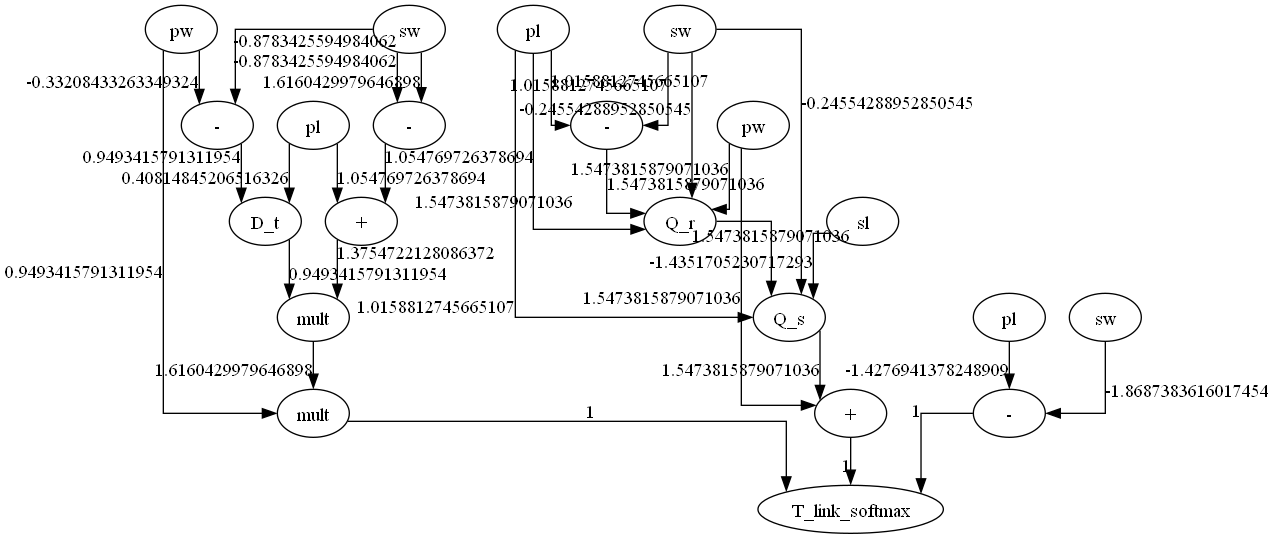 pw
sw
pl
sw
-0.8783425594984062
-0.8783425594984062
-0.33208433263349324
1.6160429979646898
1.0158812745665107
1.0158812745665107
-0.24554288952850545
-0.24554288952850545
-
pl
-
-
pw
0.9493415791311954
1.054769726378694
0.40814845206516326
1.054769726378694
1.5473815879071036
1.5473815879071036
1.5473815879071036
D_t
+
Q_r
sl
1.5473815879071036
1.3754722128086372
-1.4351705230717293
0.9493415791311954
0.9493415791311954
1.5473815879071036
1.0158812745665107
mult
Q_s
pl
sw
1.6160429979646898
1.5473815879071036
-1.4276941378248909
-1.8687383616017454
mult
1
+
1
-
1
T_link_softmax